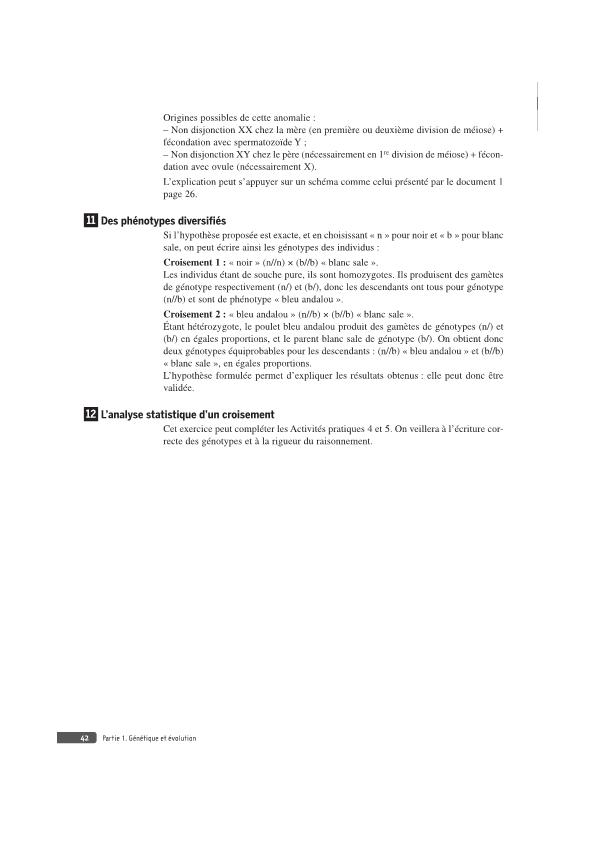 Origines possibles de cette anomalie :
– Non disjonction XX chez la mère (en première ou deuxième division de méiose) +
fécondation avec spermatozoïde Y ;
– Non disjonction XY chez le père (nécessairement en 1re division de méiose) + fécon-
dation avec ovule (nécessairement X).
L’explication peut s’appuyer sur un schéma comme celui présenté par le document 1
page 26.
11 Des phénotypes diversifiés
Si l’hypothèse proposée est exacte, et en choisissant « n » pour noir et « b » pour blanc
sale, on peut écrire ainsi les génotypes des individus :
Croisement 1 : « noir » (n//n) × (b//b) « blanc sale ».
Les individus étant de souche pure, ils sont homozygotes. Ils produisent des gamètes
de génotype respectivement (n/) et (b/), donc les descendants ont tous pour génotype
(n//b) et sont de phénotype « bleu andalou ».
Croisement 2 : « bleu andalou » (n//b) × (b//b) « blanc sale ».
Étant hétérozygote, le poulet bleu andalou produit des gamètes de génotypes (n/) et
(b/) en égales proportions, et le parent blanc sale de génotype (b/). On obtient donc
deux génotypes équiprobables pour les descendants : (n//b) « bleu andalou » et (b//b)
« blanc sale », en égales proportions.
L’hypothèse formulée permet d’expliquer les résultats obtenus : elle peut donc être
validée.
12 L’analyse statistique d’un croisement
Cet exercice peut compléter les Activités pratiques 4 et 5. On veillera à l’écriture cor-
recte des génotypes et à la rigueur du raisonnement.
42 Partie 1. Génétique et évolution